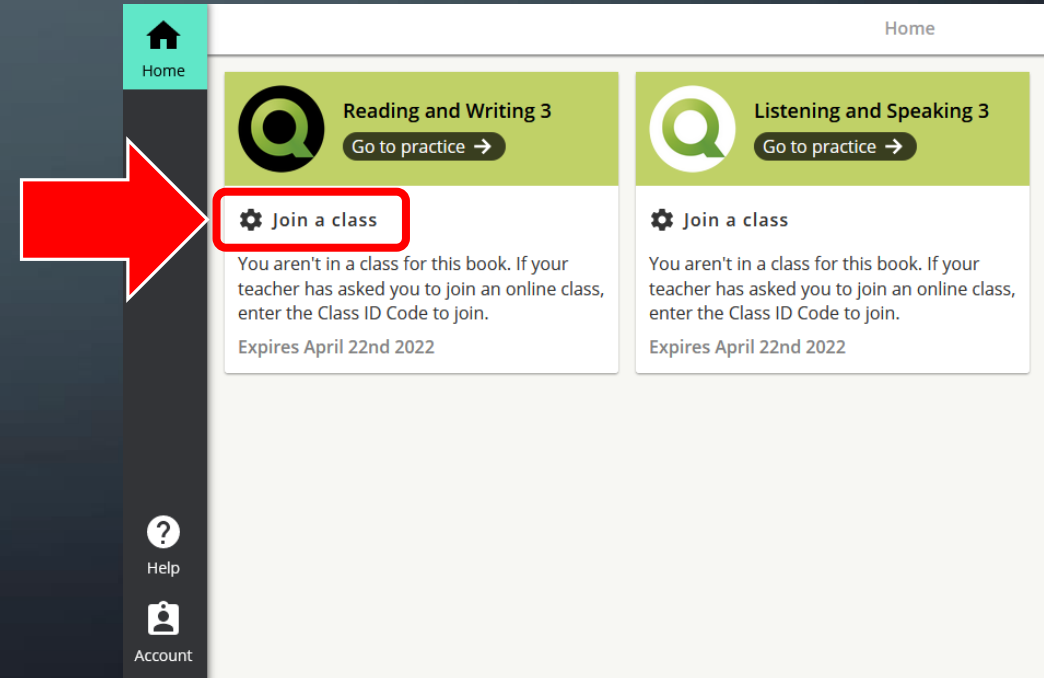 Home
Home
Reading and Writing 3
Go to practice
Join a class
You aren't in a class for this book. If your
teacher has asked you to join an online class,
enter the Class ID Code to join.
Expires April 22nd 2022
Listening and Speaking 3
Go to practice
Join a class
You aren't in a class for this book. If your
teacher has asked you to join an online class,
enter the Class ID Code to join.
Expires April 22nd 2022
Help
Account